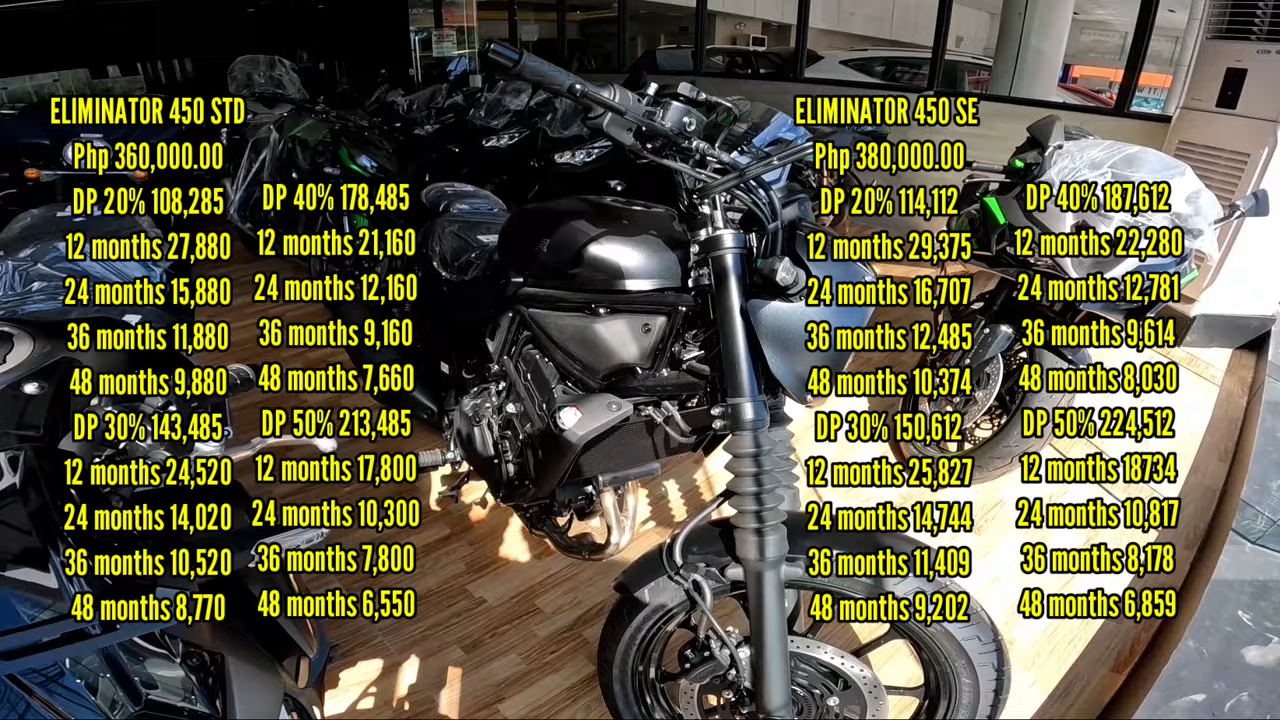 ELIMINATOR 450 STD
Php 360,000.00
DP 20% 108,285
12 months 27,880
24 months 15,880
36 months 11,880
48 months 9,880
DP 30% 143,485
12 months 24,520
24 months 14,020
36 months 10,520
48 months 8,770
DP 40% 178,485
12 months 21,160
24 months 12,160
36 months 9,160
48 months 7,660
DP 50% 213,485
12 months 17,800
24 months 10,300
36 months 7,800
48 months 6,550
ELIMINATOR 450 SE
Php 380,000.00
DP 20% 114,112
12 months 29,375
24 months 16,707
36 months 12,485
48 months 10,374
DP 30% 150,612
12 months 25,827
24 months 14,744
36 months 11,409
48 months 9,202
DP 40% 187,612
12 months 22,280
24 months 12,781
36 months 9,614
48 months 8,030
DP 50% 224,512
12 months 18734
24 months 10,817
36 months 8,178
48 months 6,859